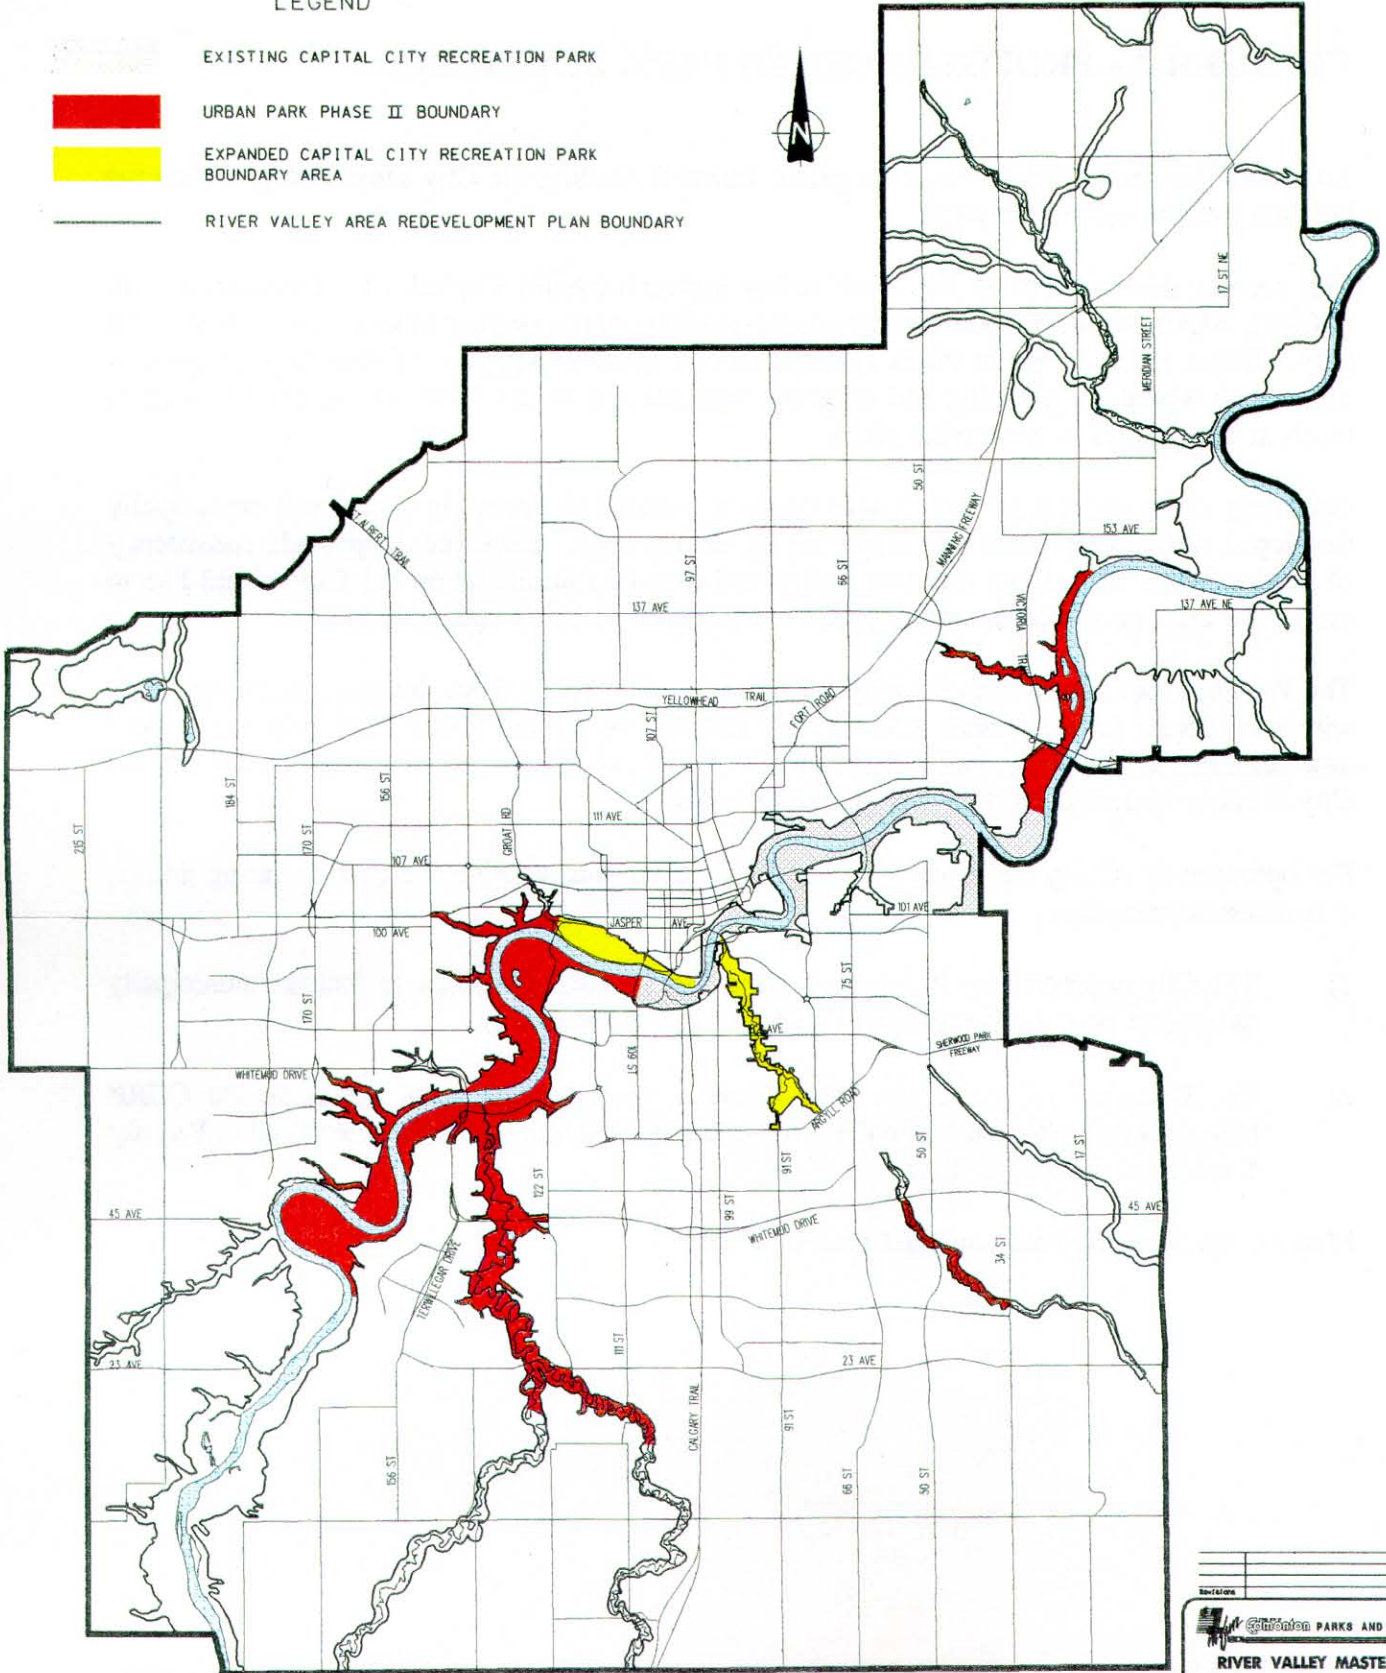 LEGEND
EXISTING CAPITAL CITY RECREATION PARK
URBAN PARK PHASE II BOUNDARY
EXPANDED CAPITAL CITY RECREATION PARK
BOUNDARY AREA
RIVER VALLEY AREA REDEVELOPMENT PLAN BOUNDARY
N
17 ST NE
MERIDIAN STREET
50 ST
MANNING FREEWAY
ST ALBERT TRAIL
153 AVE
97 ST
66 ST
VICTORIA
137 AVE
137 AVE NE
YELLOWHEAD TRAIL
FORT ROAD
107 ST
184 ST
156 ST
GROAT RD
111 AVE
215 ST
170 ST
107 AVE
JASPER AVE
101 AVE
100 AVE
75 ST
170 ST
AVE
SHERWOOD PARK
FREEWAY
109 ST
WHITEMUD DRIVE
ARGYLL ROAD
50 ST
17 ST
91 ST
122 ST
99 ST
45 AVE
45 AVE
WHITEMUD DRIVE
34 ST
TERWILLEGAR DRIVE
111 ST
23 AVE
23 AVE
CALGARY TRAIL
91 ST
156 ST
66 ST
50 ST
Revisions
Edmonton PARKS AND
RIVER VALLEY MASTE